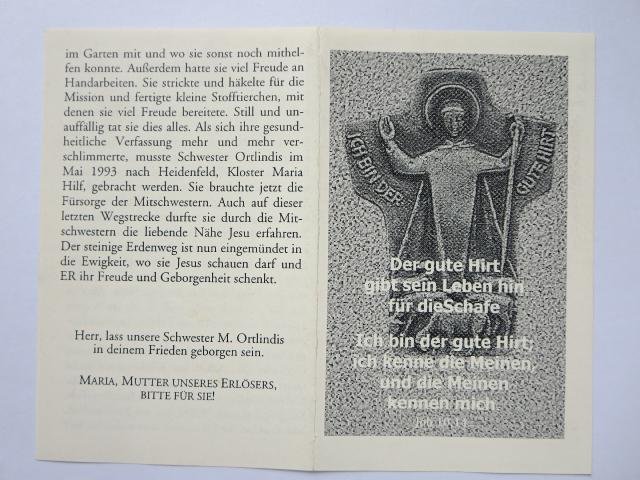 im Garten mit und wo sie sonst noch mithel-
fen konnte. Außerdem hatte sie viel Freude an
Handarbeiten. Sie strickte und häkelte für die
Mission und fertigte kleine Stofftierchen, mit
denen sie viel Freude bereitete. Still und un-
auffällig tat sie dies alles. Als sich ihre gesund-
heitliche Verfassung mehr und mehr ver-
schlimmerte, musste Schwester Ortlindis im
Mai 1993 nach Heidenfeld, Kloster Maria
Hilf, gebracht werden. Sie brauchte jetzt die
Fürsorge der Mitschwestern. Auch auf dieser
letzten Wegstrecke durfte sie durch die Mit-
schwestern die liebende Nähe Jesu erfahren.
Der steinige Erdenweg ist nun eingemündet in
die Ewigkeit, wo sie Jesus schauen darf und
ER ihr Freude und Geborgenheit schenkt.
Herr, lass unsere Schwester M. Ortlindis
in deinem Frieden geborgen sein.
MARIA, MUTTER UNSERES ERLÖSERS,
BITTE FÜR SIE!
ICH BIN DER
GUTE HIRT
Der gute Hirt
gibt sein Leben hin
für dieSchafe
Ich bin der gute Hirt;
ich kenne die Meinen,
und die Meinen
kennen mich
Joh 10,11